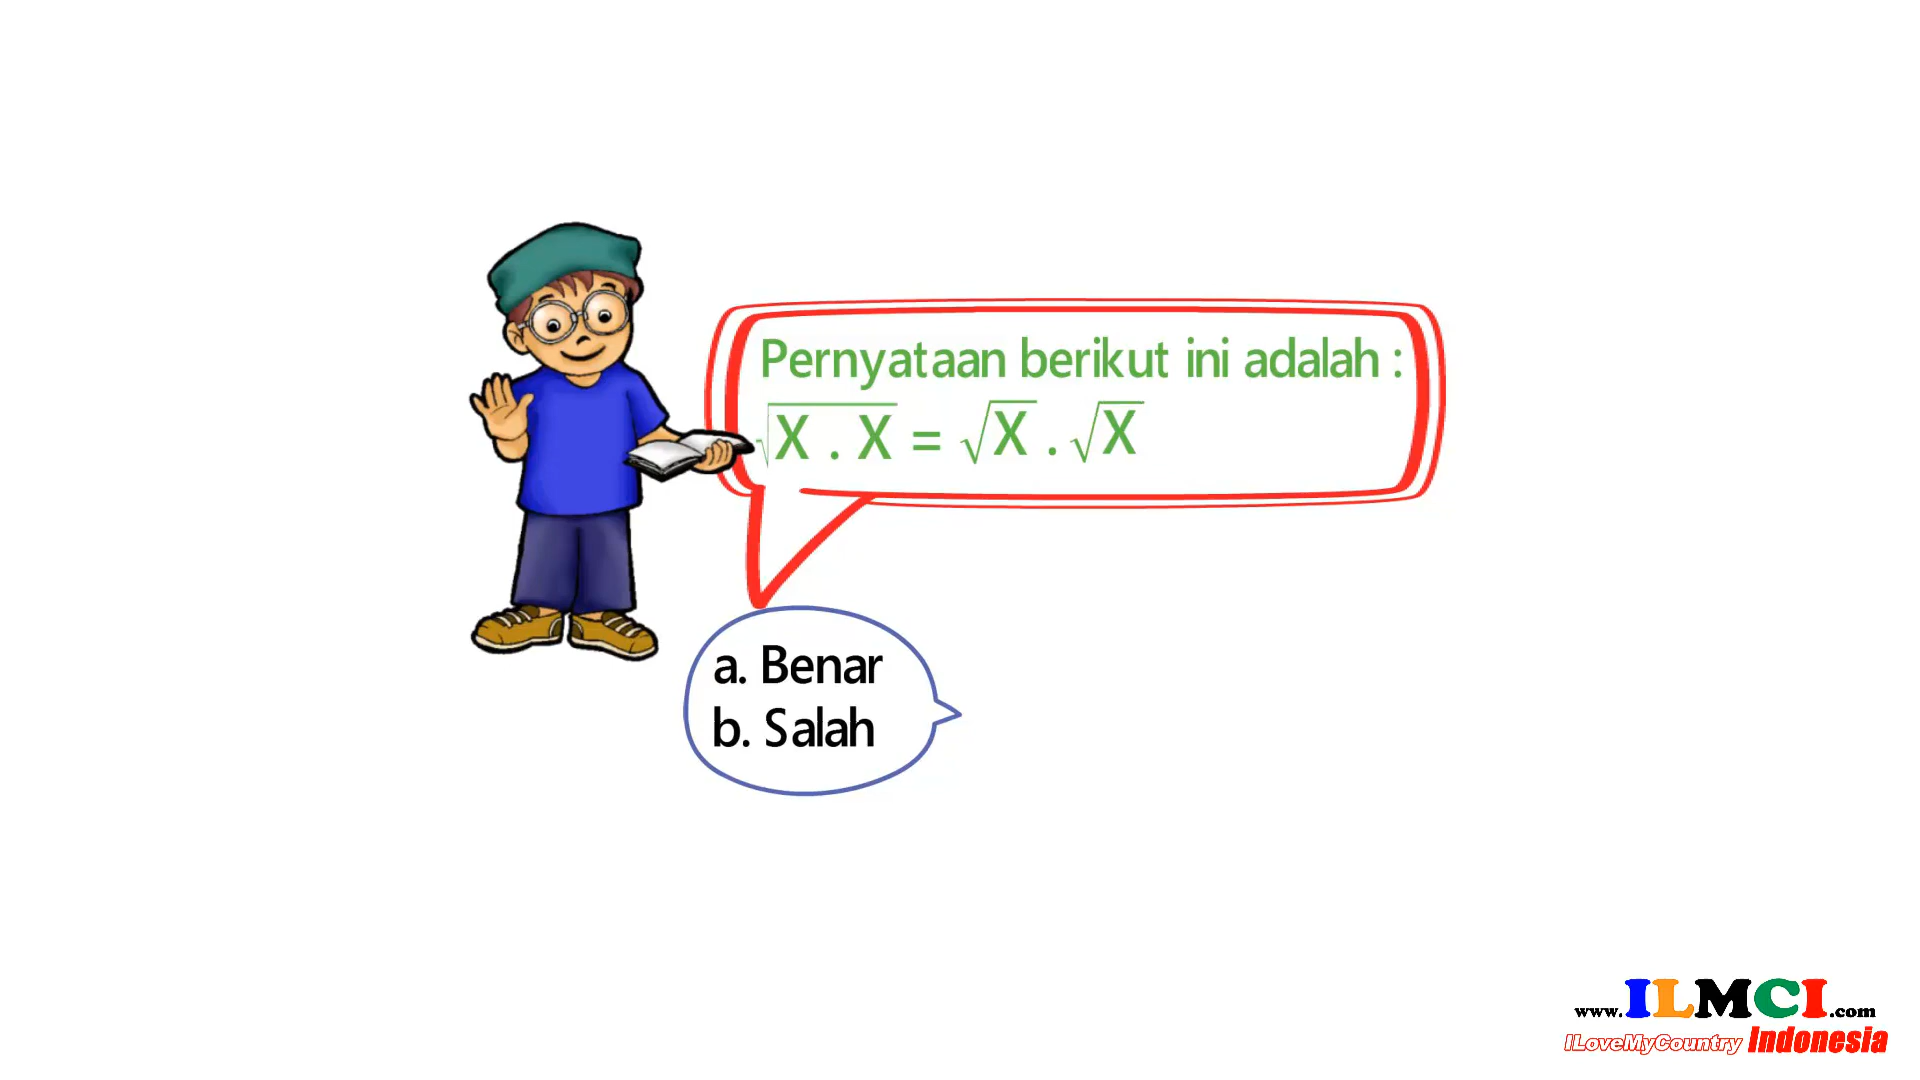 Pernyataan berikut ini adalah :
√X . X = √X . √X
a. Benar
b. Salah
www.ILMCI.com
ILoveMyCountry Indonesia